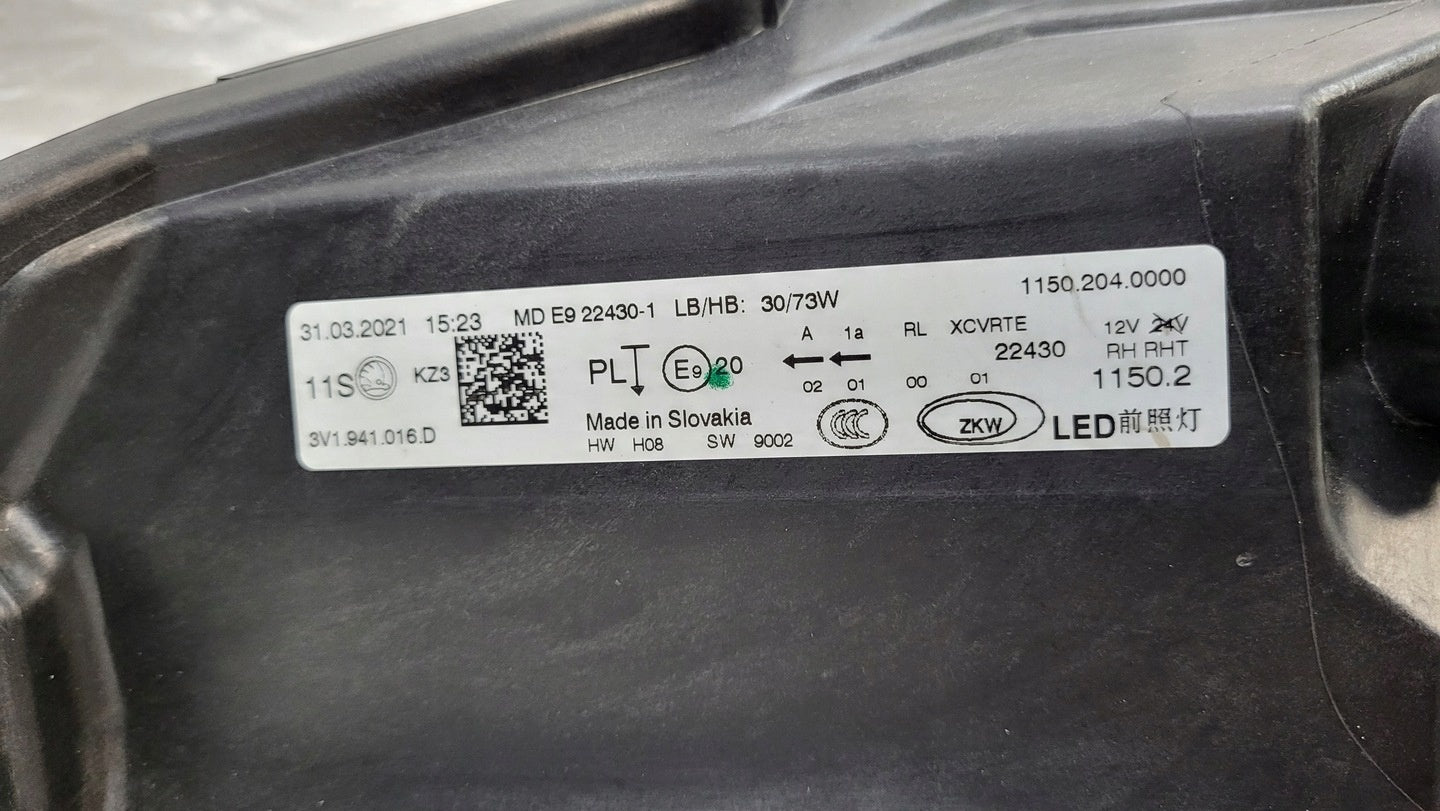 31.03.2021 15:23 MD E9 22430-1 LB/HB: 30/73W 1150.204.0000
A 1a RL XCVRTE 12V 24V
11S KZ3 PL E9 20 22430 RH RHT
02 01 00 01 1150.2
Made in Slovakia
3V1.941.016.D HW H08 SW 9002 CCC ZKW LED前照灯